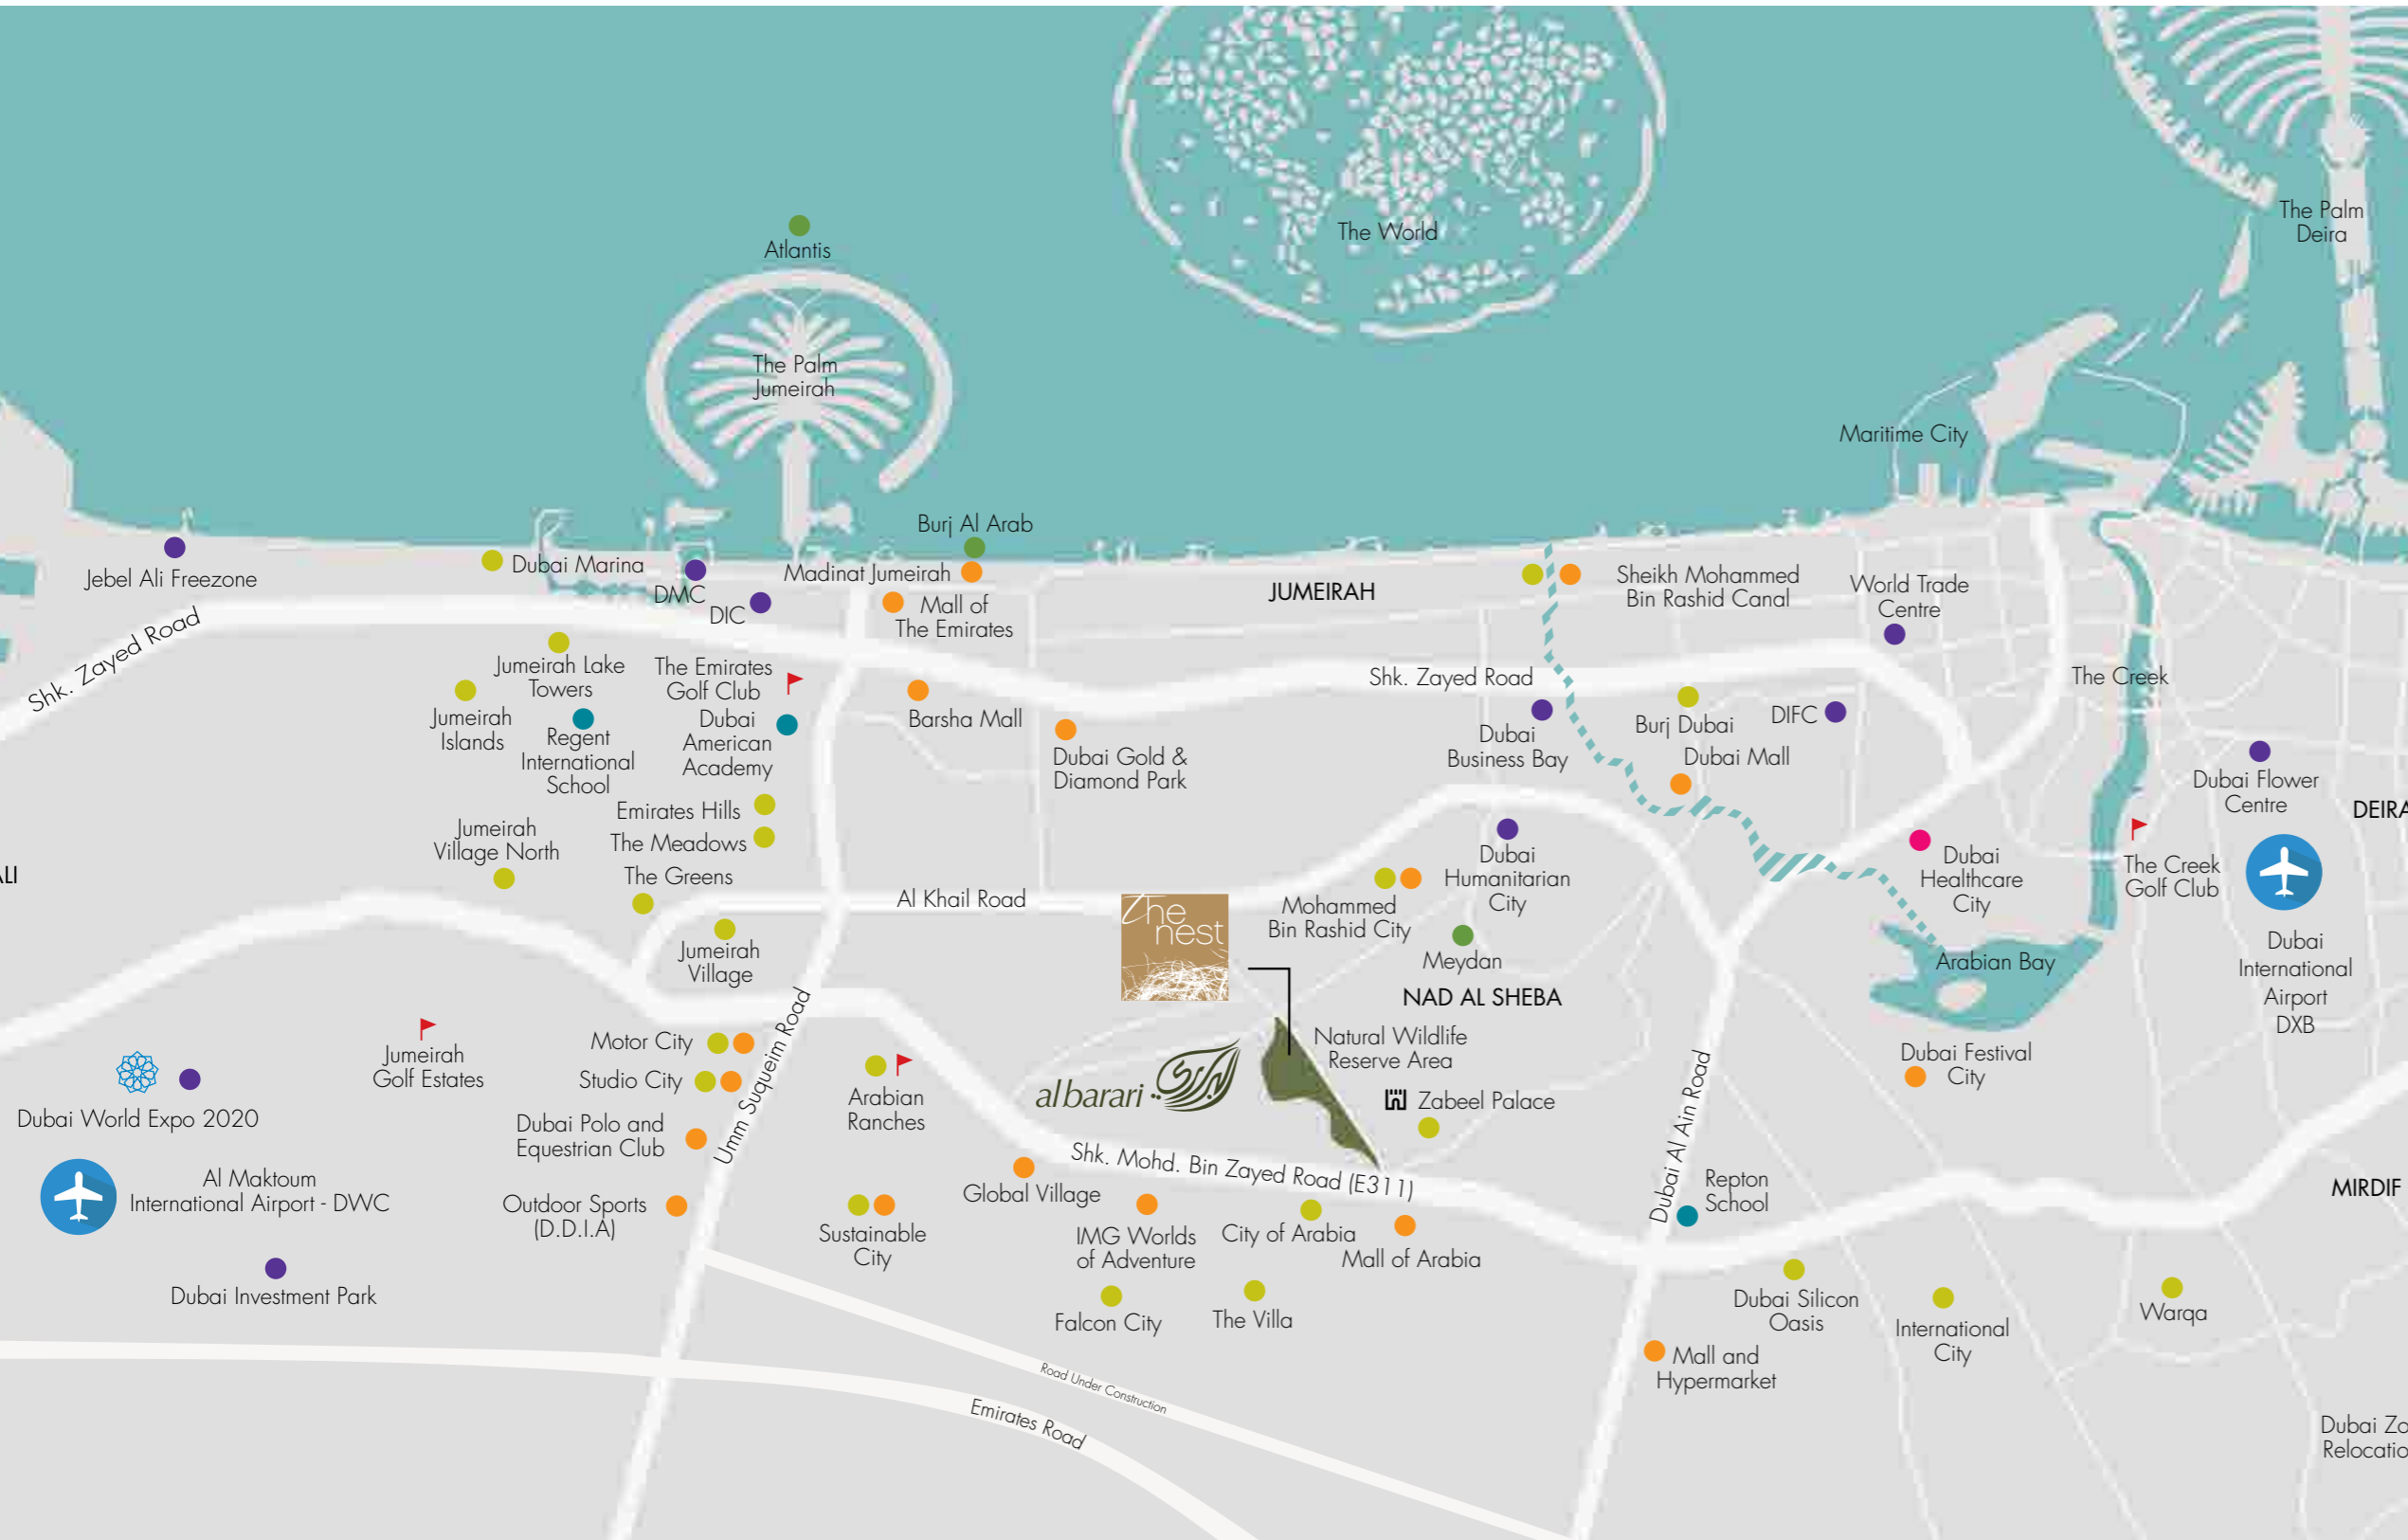 The World
The Palm
Deira
Atlantis
The Palm
Jumeirah
Maritime City
Burj Al Arab
Jebel Ali Freezone
Dubai Marina
DMC
DIC
Madinat Jumeirah
Mall of
The Emirates
JUMEIRAH
Sheikh Mohammed
Bin Rashid Canal
World Trade
Centre
Shk. Zayed Road
Jumeirah Lake
Towers
The Emirates
Golf Club
Shk. Zayed Road
The Creek
Jumeirah
Islands
Regent
International
School
Dubai
American
Academy
Barsha Mall
Dubai Gold &
Diamond Park
Dubai
Business Bay
Burj Dubai
DIFC
Dubai Mall
Dubai Flower
Centre
DEIRA
Emirates Hills
The Meadows
Jumeirah
Village North
The Greens
ALI
Al Khail Road
The
nest
Mohammed
Bin Rashid City
Dubai
Humanitarian
City
Dubai
Healthcare
City
The Creek
Golf Club
Jumeirah
Village
Meydan
Arabian Bay
Dubai
International
Airport
DXB
NAD AL SHEBA
Natural Wildlife
Reserve Area
Motor City
Studio City
Umm Suqueim Road
Jumeirah
Golf Estates
Dubai World Expo 2020
Arabian
Ranches
al barari
البراري
Zabeel Palace
Dubai Al Ain Road
Dubai Festival
City
Dubai Polo and
Equestrian Club
Al Maktoum
International Airport - DWC
Outdoor Sports
(D.D.I.A)
Sustainable
City
Shk. Mohd. Bin Zayed Road (E311)
Global Village
IMG Worlds
of Adventure
City of Arabia
Mall of Arabia
Repton
School
MIRDIF
Dubai Investment Park
Falcon City
The Villa
Dubai Silicon
Oasis
International
City
Warqa
Mall and
Hypermarket
Road Under Construction
Emirates Road
Dubai Zo
Relocatio